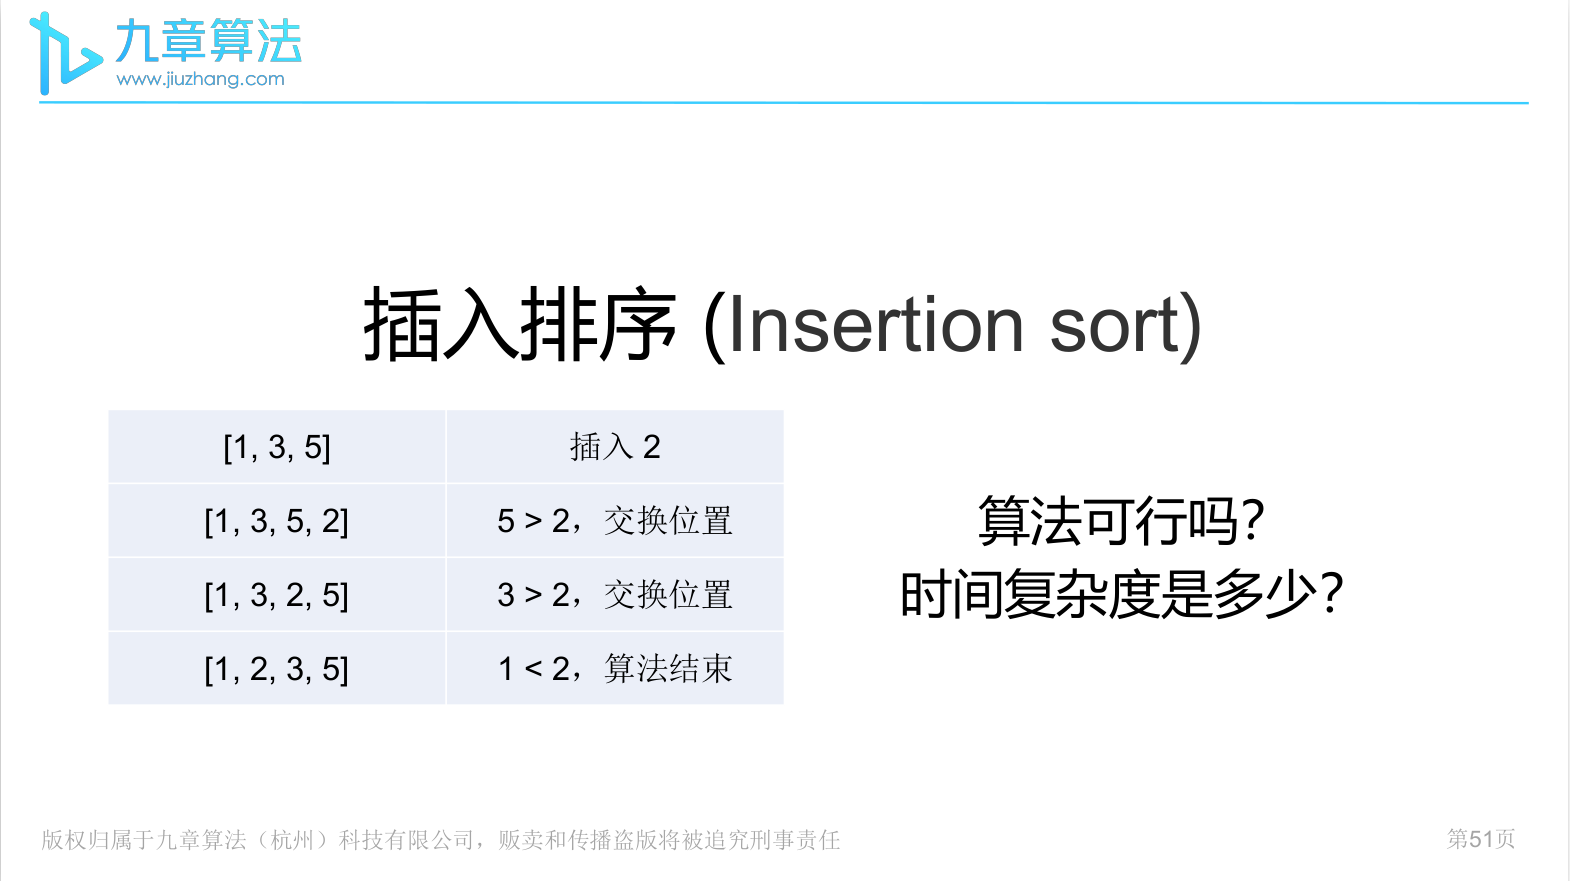 九章算法
www.jiuzhang.com
插入排序 (Insertion sort)
[1, 3, 5] 插入 2
[1, 3, 5, 2] 5 > 2，交换位置
[1, 3, 2, 5] 3 > 2，交换位置
[1, 2, 3, 5] 1 < 2，算法结束
算法可行吗？
时间复杂度是多少？
版权归属于九章算法（杭州）科技有限公司，贩卖和传播盗版将被追究刑事责任
第51页